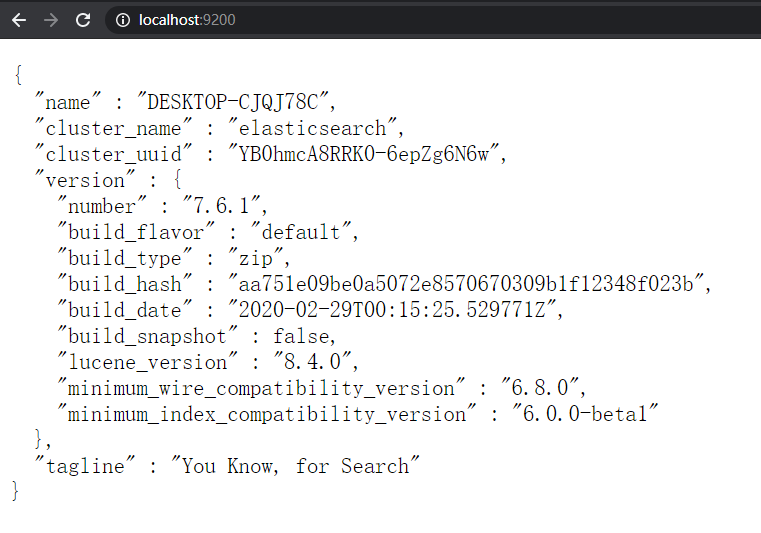 localhost:9200
{
"name" : "DESKTOP-CJQJ78C",
"cluster_name" : "elasticsearch",
"cluster_uuid" : "YB0hmcA8RRKO-6epZg6N6w",
"version" : {
"number" : "7.6.1",
"build_flavor" : "default",
"build_type" : "zip",
"build_hash" : "aa751e09be0a5072e8570670309b1f12348f023b",
"build_date" : "2020-02-29T00:15:25.529771Z",
"build_snapshot" : false,
"lucene_version" : "8.4.0",
"minimum_wire_compatibility_version" : "6.8.0",
"minimum_index_compatibility_version" : "6.0.0-beta1"
},
"tagline" : "You Know, for Search"
}